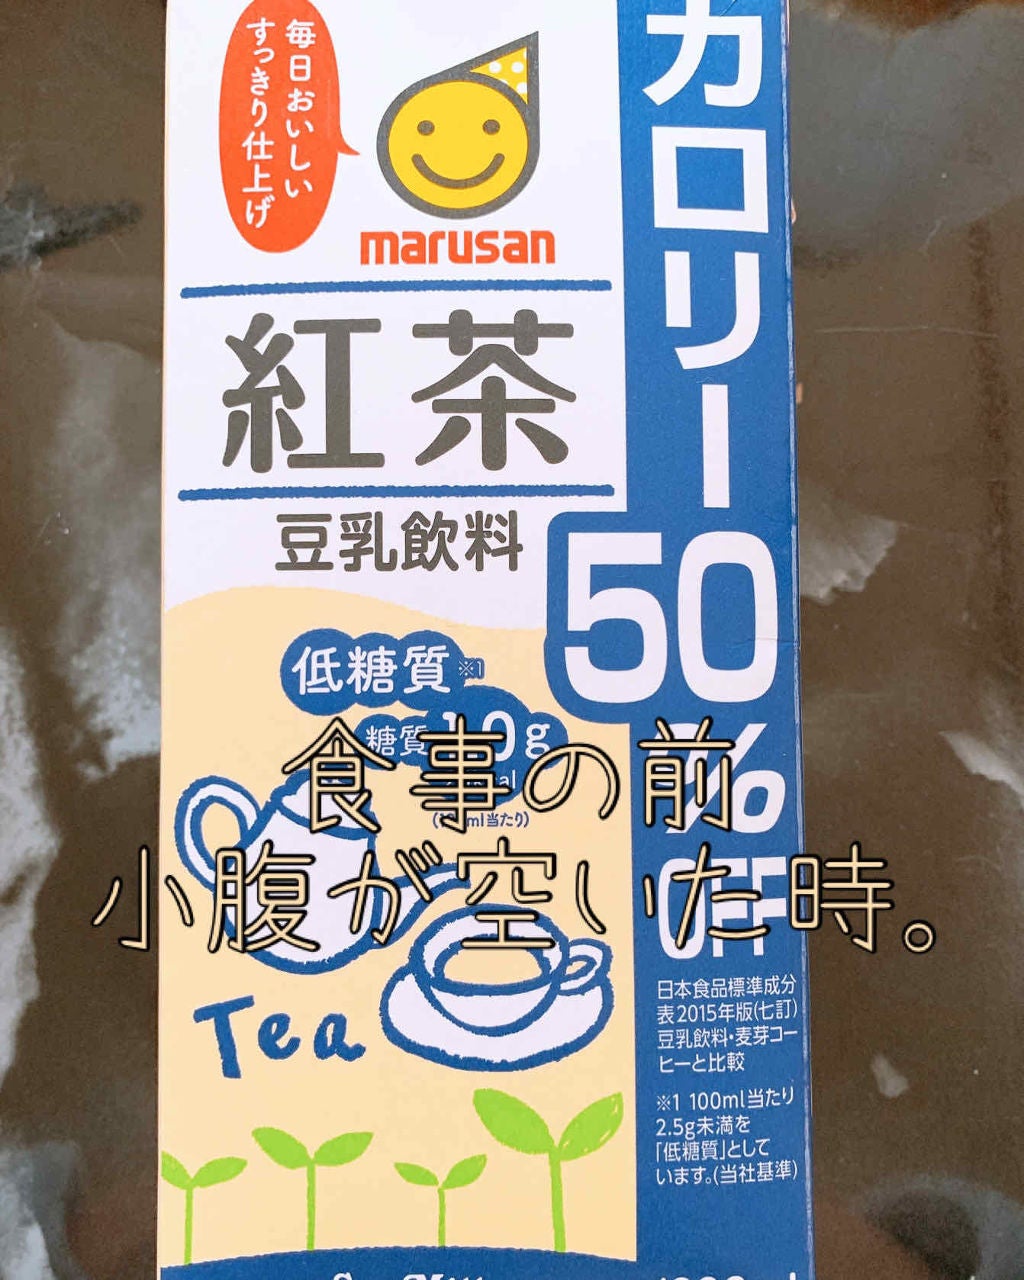 毎日おいしい
すっきり仕上げ
marusan
紅茶
豆乳飲料
カロリー
50
%
OFF
低糖質※1
糖質
g
食事の前
小腹が空いた時。
Tea
日本食品標準成分
表2015年版(七訂)
豆乳飲料・麦芽コー
ヒーと比較
※1 100ml当たり
2.5g未満を
「低糖質」として
います。(当社基準)